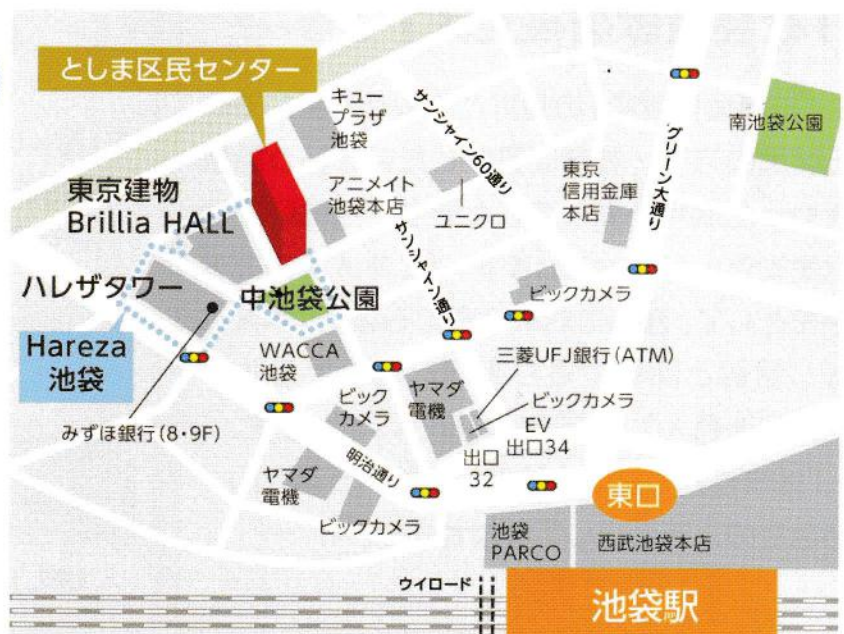 としま区民センター
キュー
プラザ
池袋
サンシャイン60通り
グリーン大通り
南池袋公園
東京建物
Brillia HALL
アニメイト
池袋本店
ユニクロ
東京
信用金庫
本店
サンシャイン通り
ハレザタワー
中池袋公園
ビックカメラ
Hareza
池袋
WACCA
池袋
三菱UFJ銀行(ATM)
ビック
カメラ
ヤマダ
電機
ビックカメラ
みずほ銀行(8・9F)
EV
出口34
出口
32
明治通り
ヤマダ
電機
ビックカメラ
東口
池袋
PARCO
西武池袋本店
ウイロード
池袋駅